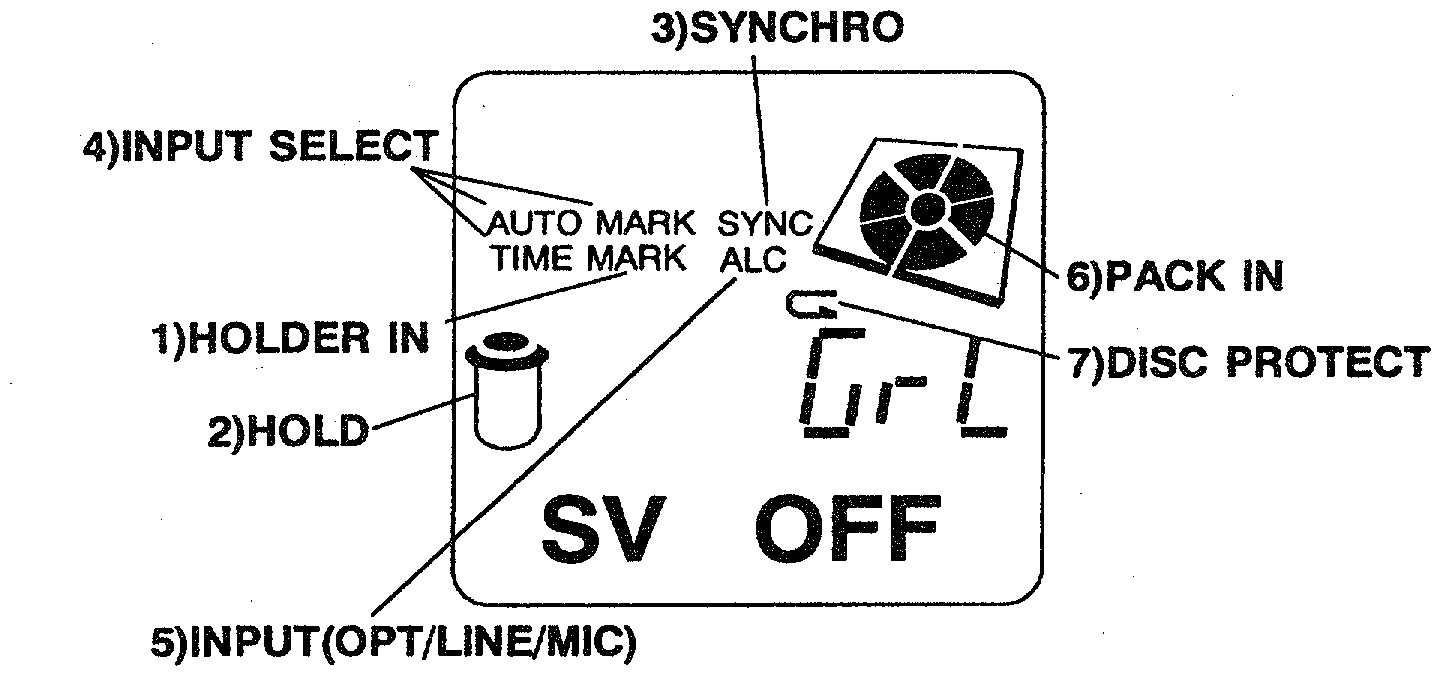 3)SYNCHRO
4)INPUT SELECT
AUTO MARK SYNC
TIME MARK ALC
6)PACK IN
1)HOLDER IN
7)DISC PROTECT
GrL
2)HOLD
SV OFF
5)INPUT(OPT/LINE/MIC)